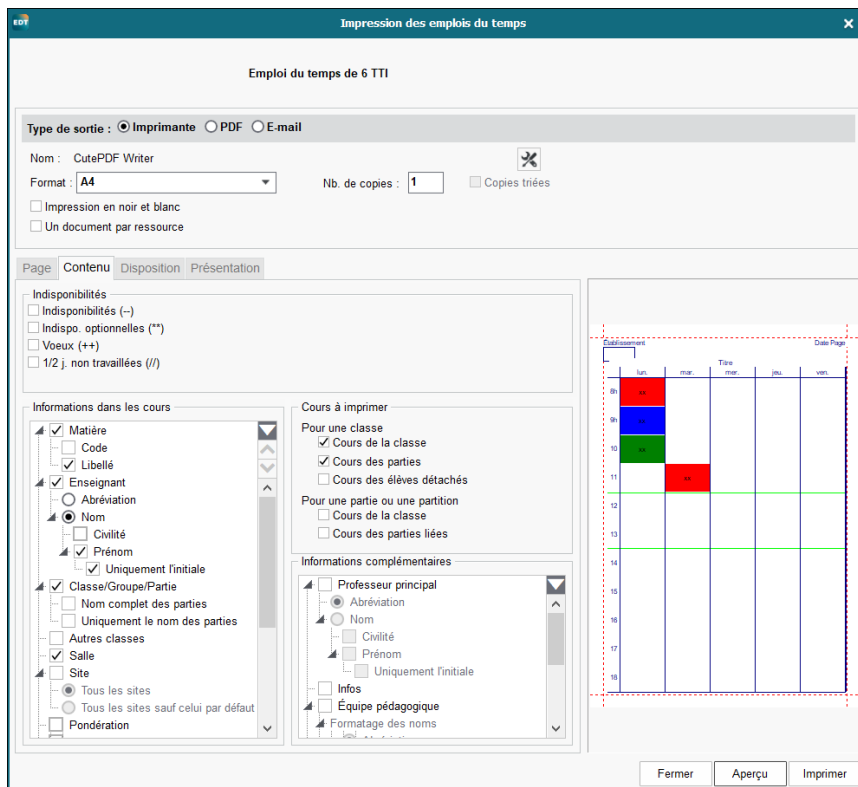 EDT
Impression des emplois du temps
Emploi du temps de 6 TTI
Type de sortie : Imprimante PDF E-mail
Nom : CutePDF Writer
Format : A4 Nb. de copies : 1 Copies triées
Impression en noir et blanc
Un document par ressource
Page Contenu Disposition Présentation
Indisponibilités
Indisponibilités (--)
Indispo. optionnelles (**)
Voeux (++)
1/2 j. non travaillées (//)
Informations dans les cours
Matière
Code
Libellé
Enseignant
Abréviation
Nom
Civilité
Prénom
Uniquement l'initiale
Classe/Groupe/Partie
Nom complet des parties
Uniquement le nom des parties
Autres classes
Salle
Site
Tous les sites
Tous les sites sauf celui par défaut
Pondération
Cours à imprimer
Pour une classe
Cours de la classe
Cours des parties
Cours des élèves détachés
Pour une partie ou une partition
Cours de la classe
Cours des parties liées
Informations complémentaires
Professeur principal
Abréviation
Nom
Civilité
Prénom
Uniquement l'initiale
Infos
Équipe pédagogique
Formatage des noms
Établissement Date Page
Titre
lun. mar. mer. jeu. ven.
8h xx
9h xx
10 xx
11 xx
12
13
14
15
16
17
18
Fermer Aperçu Imprimer